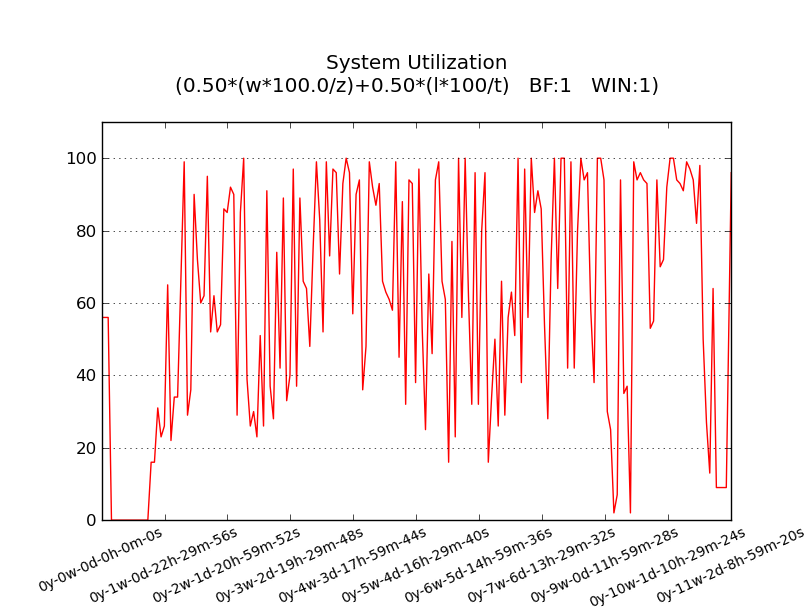 System Utilization
(0.50*(w*100.0/z)+0.50*(l*100/t)   BF:1   WIN:1)
100
80
60
40
20
0
0y-0w-0d-0h-0m-0s
0y-1w-0d-22h-29m-56s
0y-2w-1d-20h-59m-52s
0y-3w-2d-19h-29m-48s
0y-4w-3d-17h-59m-44s
0y-5w-4d-16h-29m-40s
0y-6w-5d-14h-59m-36s
0y-7w-6d-13h-29m-32s
0y-9w-0d-11h-59m-28s
0y-10w-1d-10h-29m-24s
0y-11w-2d-8h-59m-20s